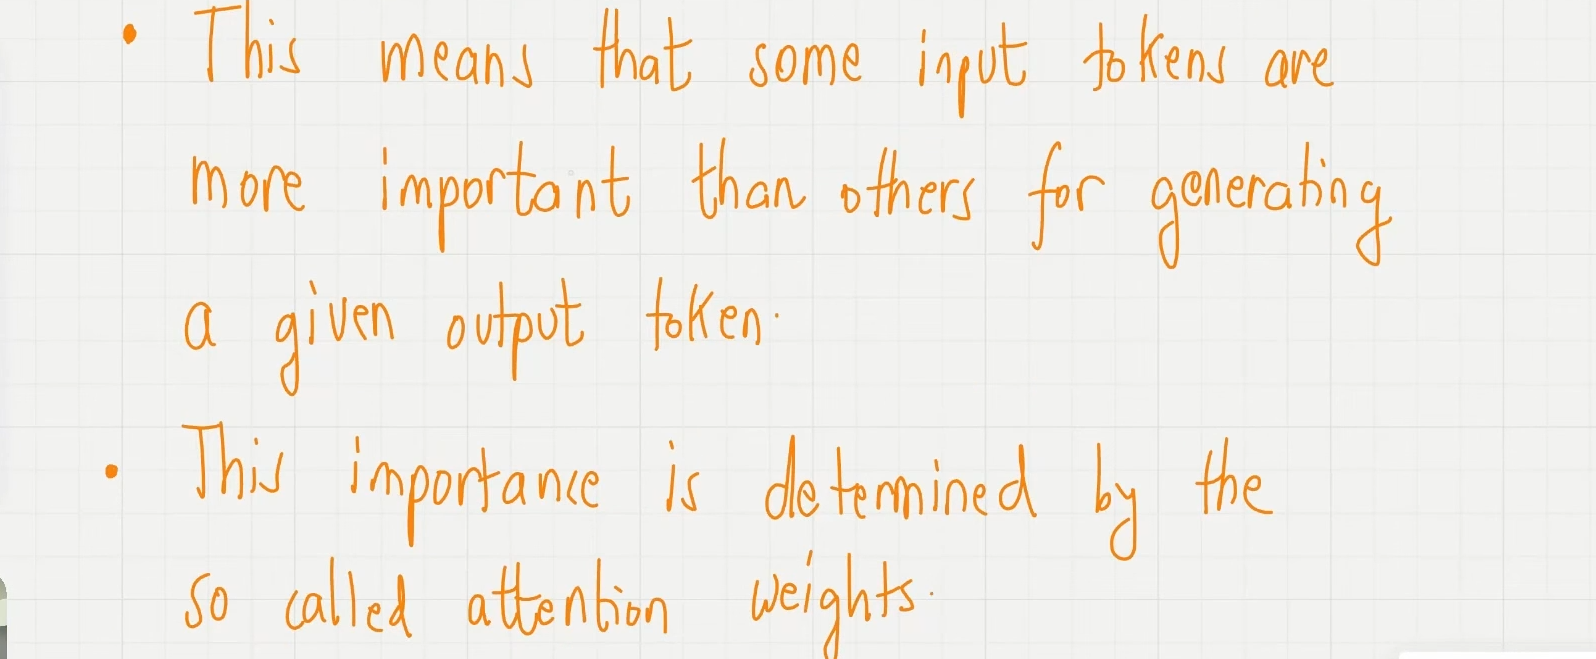 • This means that some input tokens are
more important than others for generating
a given output token.
• This importance is determined by the
so called attention weights.